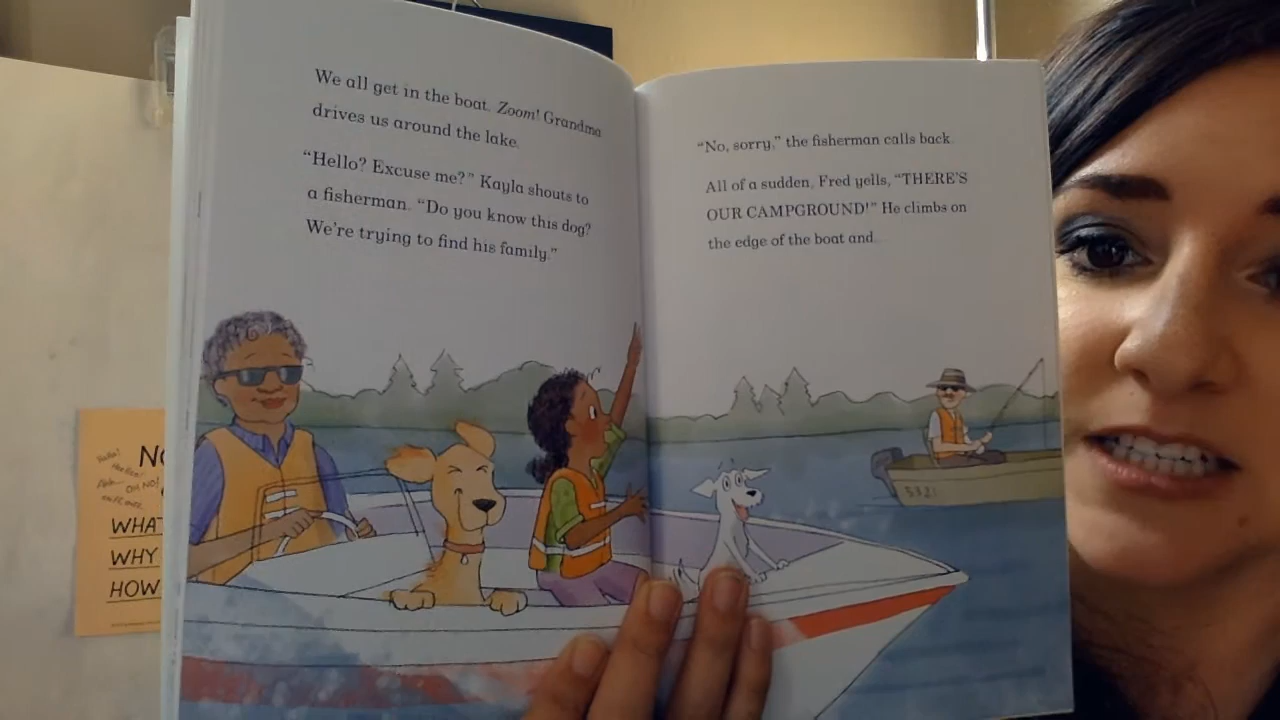 We all get in the boat. Zoom! Grandma
drives us around the lake.
“Hello? Excuse me?” Kayla shouts to
a fisherman. “Do you know this dog?
We’re trying to find his family.”
“No, sorry,” the fisherman calls back.
All of a sudden, Fred yells, “THERE’S
OUR CAMPGROUND!” He climbs on
the edge of the boat and
5321
OH NO!
WHAT
WHY
HOW